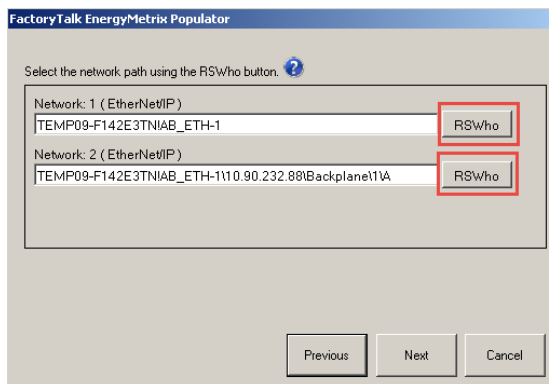 FactoryTalk EnergyMetrix Populator
Select the network path using the RSWho button. ?
Network: 1 ( EtherNet/IP )
TEMP09-F142E3TN!AB_ETH-1 RSWho
Network: 2 ( EtherNet/IP )
TEMP09-F142E3TN!AB_ETH-1\10.90.232.88\Backplane\1\A RSWho
Previous Next Cancel